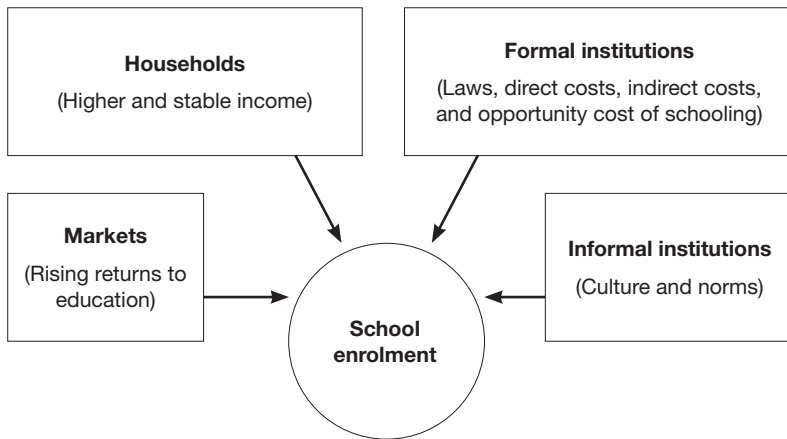 Households
(Higher and stable income)
Formal institutions
(Laws, direct costs, indirect costs,
and opportunity cost of schooling)
Markets
(Rising returns to
education)
Informal institutions
(Culture and norms)
School
enrolment